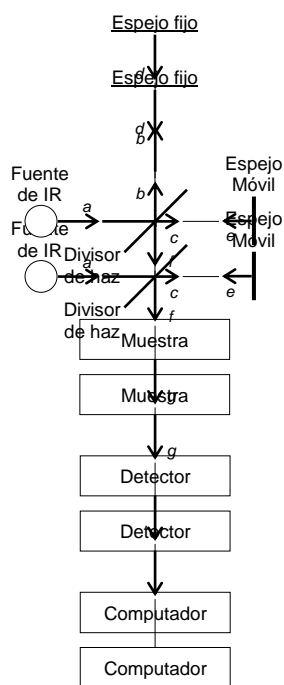 Espejo fijo
d
Espejo fijo
d
b
Espejo
Móvil
Fuente
de IR
a
b
c
e
Espejo
Móvil
Fuente
de IR
a
f
Divisor
de haz
c
e
Divisor
de haz
f
Muestra
Muestra
g
g
Detector
Detector
Computador
Computador